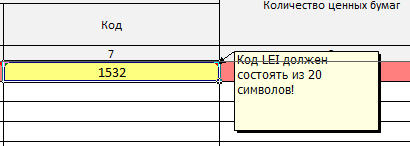 Количество ценных бумаг
Код
7
1532
Код LEI должен
состоять из 20
символов!